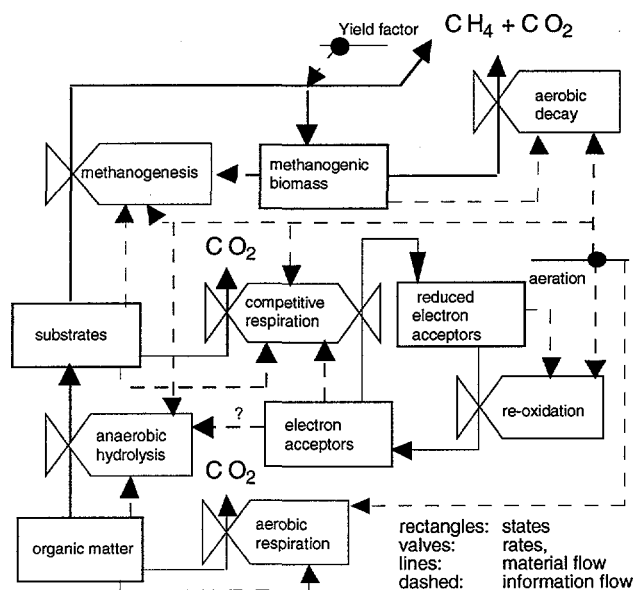 Yield factor
CH4 + CO2
aerobic
decay
methanogenesis
methanogenic
biomass
CO2
aeration
competitive
respiration
reduced
electron
acceptors
substrates
?
re-oxidation
anaerobic
hydrolysis
electron
acceptors
CO2
organic matter
aerobic
respiration
rectangles: states
valves: rates,
lines: material flow
dashed: information flow